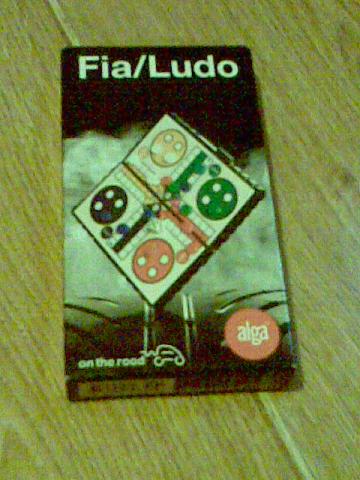 Fia/Ludo
alga
on the road